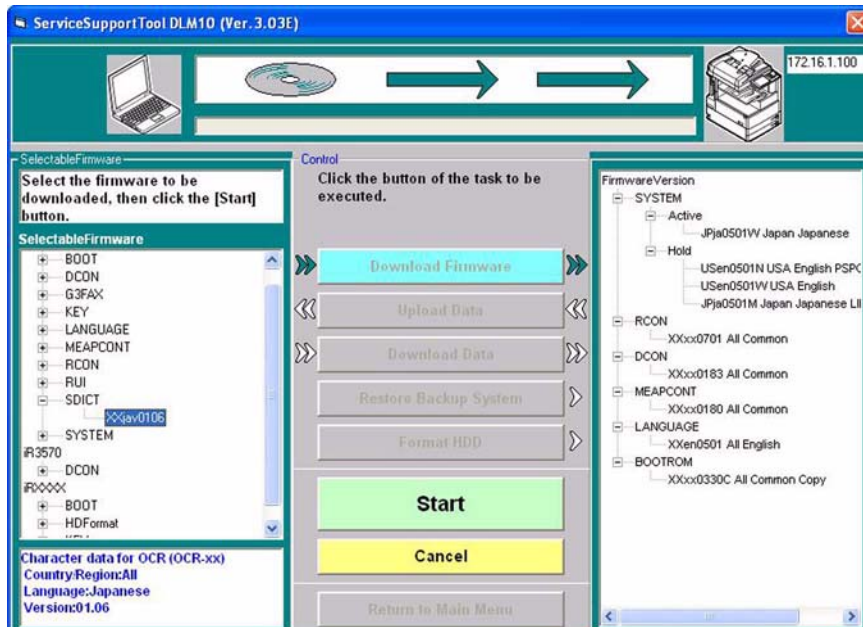 ServiceSupportTool DLM10 (Ver.3.03E)
172.16.1.100
SelectableFirmware
Select the firmware to be
downloaded, then click the [Start]
button.
SelectableFirmware
BOOT
DCON
G3FAX
KEY
LANGUAGE
MEAPCONT
RCON
RUI
SDICT
XXjav0106
SYSTEM
iR3570
DCON
iRXXXX
BOOT
HDFormat
Character data for OCR (OCR-xx)
Country/Region:All
Language:Japanese
Version:01.06
Control
Click the button of the task to be
executed.
Download Firmware
Upload Data
Download Data
Restore Backup System
Format HDD
Start
Cancel
Return to Main Menu
FirmwareVersion
SYSTEM
Active
JPja0501W Japan Japanese
Hold
USen0501N USA English PSPC
USen0501W USA English
JPja0501M Japan Japanese LI
RCON
XXxx0701 All Common
DCON
XXxx0183 All Common
MEAPCONT
XXxx0180 All Common
LANGUAGE
XXen0501 All English
BOOTROM
XXxx0330C All Common Copy